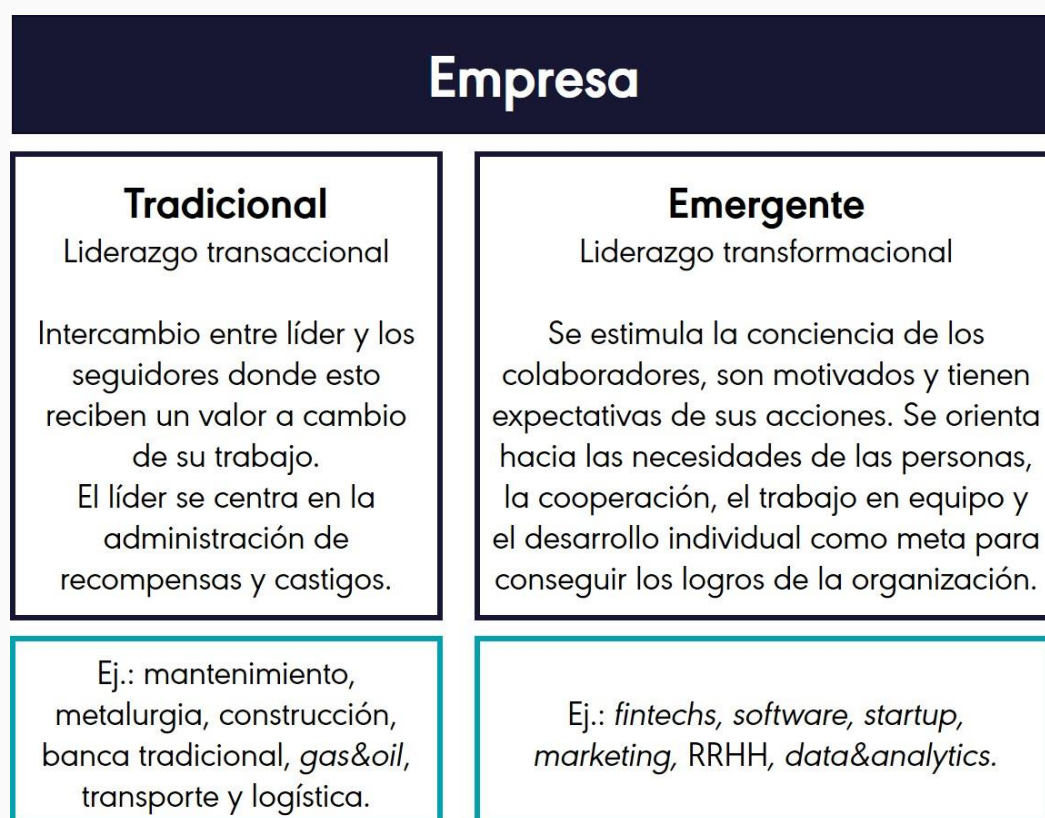 Empresa
Tradicional
Liderazgo transaccional
Intercambio entre líder y los
seguidores donde esto
reciben un valor a cambio
de su trabajo.
El líder se centra en la
administración de
recompensas y castigos.
Ej.: mantenimiento,
metalurgia, construcción,
banca tradicional, gas&oil,
transporte y logística.
Emergente
Liderazgo transformacional
Se estimula la conciencia de los
colaboradores, son motivados y tienen
expectativas de sus acciones. Se orienta
hacia las necesidades de las personas,
la cooperación, el trabajo en equipo y
el desarrollo individual como meta para
conseguir los logros de la organización.
Ej.: fintechs, software, startup,
marketing, RRHH, data&analytics.